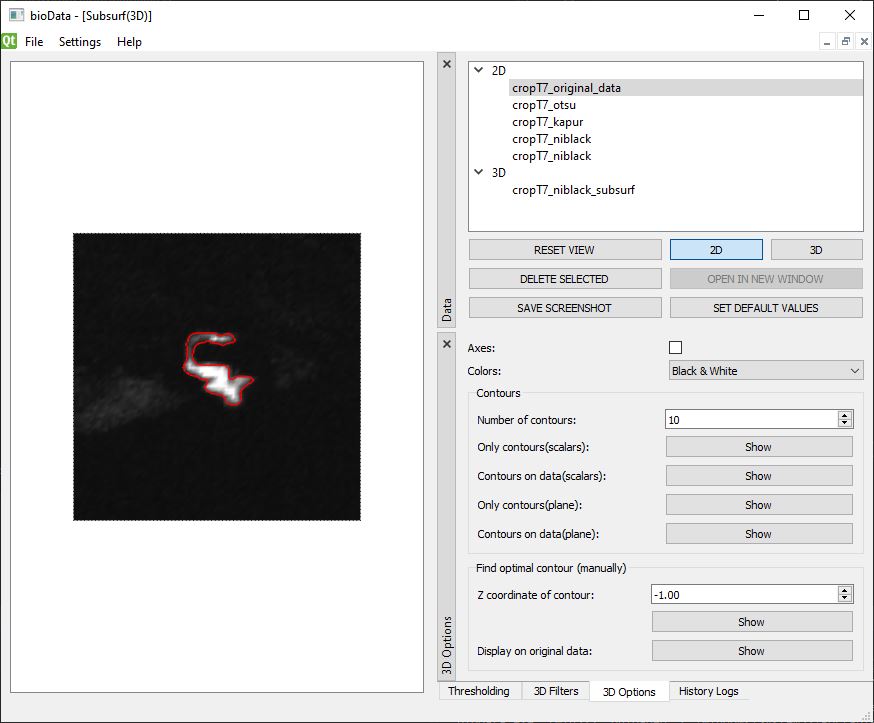 bioData - [Subsurf(3D)]
Qt File Settings Help
2D
cropT7_original_data
cropT7_otsu
cropT7_kapur
cropT7_niblack
cropT7_niblack
3D
cropT7_niblack_subsurf
RESET VIEW 2D 3D
DELETE SELECTED OPEN IN NEW WINDOW
SAVE SCREENSHOT SET DEFAULT VALUES
Data
Axes:
Colors: Black & White
Contours
Number of contours: 10
Only contours(scalars): Show
Contours on data(scalars): Show
Only contours(plane): Show
Contours on data(plane): Show
Find optimal contour (manually)
Z coordinate of contour: -1.00
Show
Display on original data: Show
3D Options
Thresholding 3D Filters 3D Options History Logs